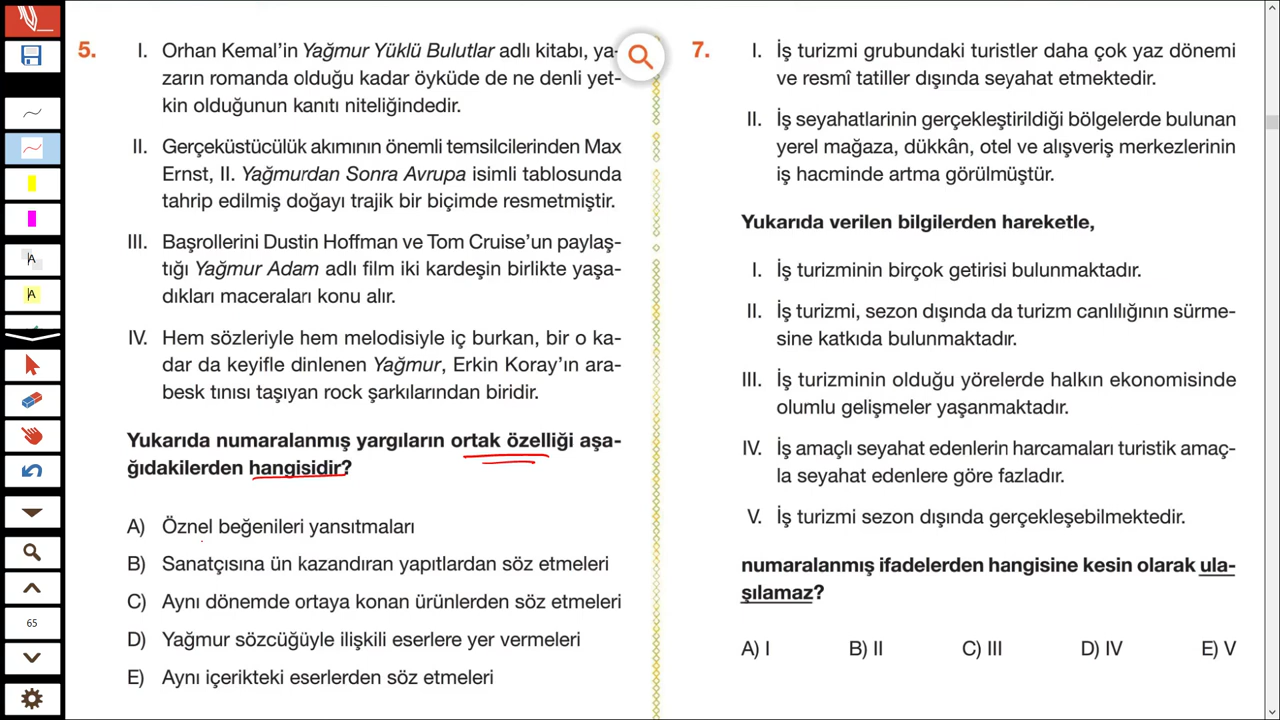 5.
I. Orhan Kemal’in Yağmur Yüklü Bulutlar adlı kitabı, ya-
zarın romanda olduğu kadar öyküde de ne denli yet-
kin olduğunun kanıtı niteliğindedir.
II. Gerçeküstücülük akımının önemli temsilcilerinden Max
Ernst, II. Yağmurdan Sonra Avrupa isimli tablosunda
tahrip edilmiş doğayı trajik bir biçimde resmetmiştir.
III. Başrollerini Dustin Hoffman ve Tom Cruise’un paylaş-
tığı Yağmur Adam adlı film iki kardeşin birlikte yaşa-
dıkları maceraları konu alır.
IV. Hem sözleriyle hem melodisiyle iç burkan, bir o ka-
dar da keyifle dinlenen Yağmur, Erkin Koray’ın ara-
besk tınısı taşıyan rock şarkılarından biridir.
Yukarıda numaralanmış yargıların ortak özelliği aşa-
ğıdakilerden hangisidir?
A) Öznel beğenileri yansıtmaları
B) Sanatçısına ün kazandıran yapıtlardan söz etmeleri
C) Aynı dönemde ortaya konan ürünlerden söz etmeleri
D) Yağmur sözcüğüyle ilişkili eserlere yer vermeleri
E) Aynı içerikteki eserlerden söz etmeleri
7.
I. İş turizmi grubundaki turistler daha çok yaz dönemi
ve resmî tatiller dışında seyahat etmektedir.
II. İş seyahatlarinin gerçekleştirildiği bölgelerde bulunan
yerel mağaza, dükkân, otel ve alışveriş merkezlerinin
iş hacminde artma görülmüştür.
Yukarıda verilen bilgilerden hareketle,
I. İş turizminin birçok getirisi bulunmaktadır.
II. İş turizmi, sezon dışında da turizm canlılığının sürme-
sine katkıda bulunmaktadır.
III. İş turizminin olduğu yörelerde halkın ekonomisinde
olumlu gelişmeler yaşanmaktadır.
IV. İş amaçlı seyahat edenlerin harcamaları turistik amaç-
la seyahat edenlere göre fazladır.
V. İş turizmi sezon dışında gerçekleşebilmektedir.
numaralanmış ifadelerden hangisine kesin olarak ula-
şılamaz?
A) I B) II C) III D) IV E) V
A
A
65